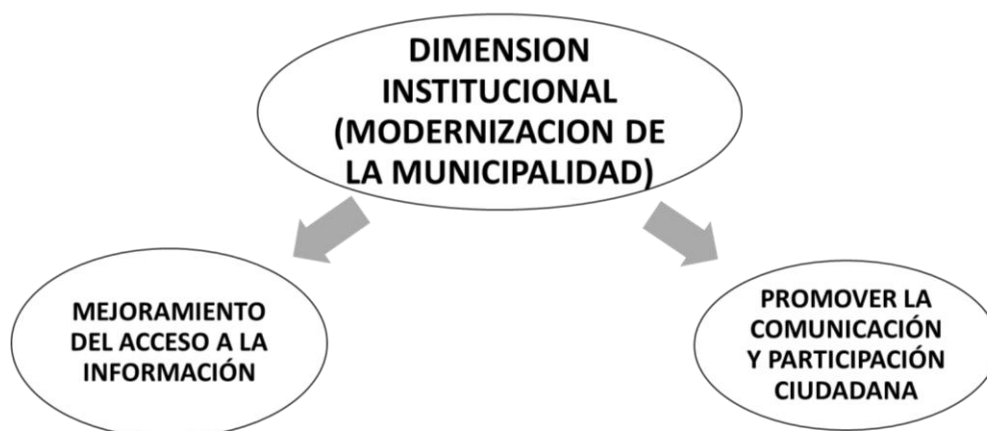 DIMENSION
INSTITUCIONAL
(MODERNIZACION DE
LA MUNICIPALIDAD)
MEJORAMIENTO
DEL ACCESO A LA
INFORMACIÓN
PROMOVER LA
COMUNICACIÓN
Y PARTICIPACIÓN
CIUDADANA